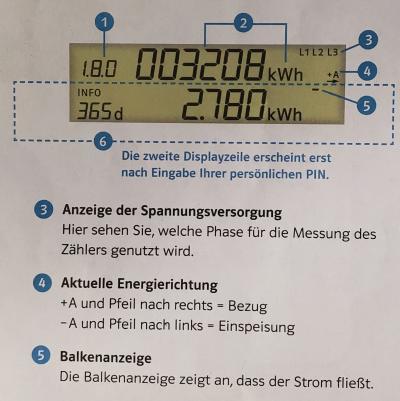 1 2
L1 L2 L3 3
1.8.0 003208 kWh +A 4
INFO 5
365d 2.780 kWh
6
Die zweite Displayzeile erscheint erst
nach Eingabe Ihrer persönlichen PIN.
3 Anzeige der Spannungsversorgung
Hier sehen Sie, welche Phase für die Messung des
Zählers genutzt wird.
4 Aktuelle Energierichtung
+A und Pfeil nach rechts = Bezug
–A und Pfeil nach links = Einspeisung
5 Balkenanzeige
Die Balkenanzeige zeigt an, dass der Strom fließt.